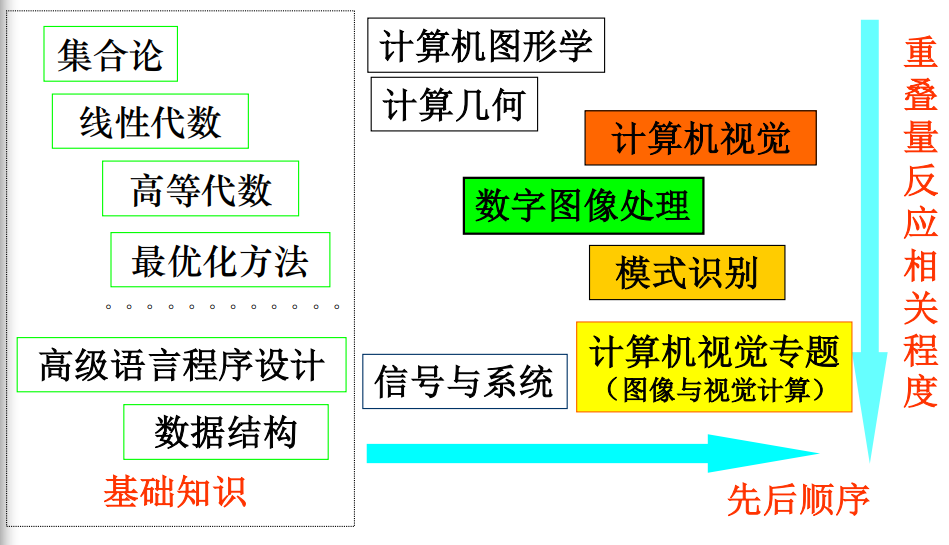 集合论
线性代数
高等代数
最优化方法
。。。。。。。。。。。。
高级语言程序设计
数据结构
基础知识
计算机图形学
计算几何
计算机视觉
数字图像处理
模式识别
信号与系统
计算机视觉专题
（图像与视觉计算）
先后顺序
重叠量反应相关程度